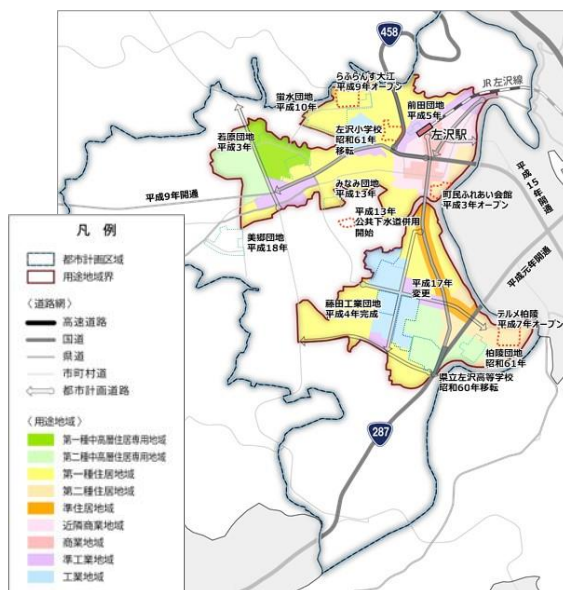 458
らふらんす大江
平成9年オープン
蛍水団地
平成10年
前田団地
平成5年
JR左沢線
左沢小学校
昭和61年
移転
左沢駅
若原団地
平成3年
平成15年開通
みなみ団地
平成13年
町民ふれあい会館
平成3年オープン
平成9年開通
平成13年
公共下水道併用
開始
美郷団地
平成18年
平成元年開通
平成17年
変更
藤田工業団地
平成4年完成
テルメ柏陵
平成7年オープン
柏陵団地
昭和61年
県立左沢高等学校
昭和60年移転
287
凡 例
都市計画区域
用途地域界
〈道路網〉
高速道路
国道
県道
市町村道
都市計画道路
〈用途地域〉
第一種中高層住居専用地域
第二種中高層住居専用地域
第一種住居地域
第二種住居地域
準住居地域
近隣商業地域
商業地域
準工業地域
工業地域